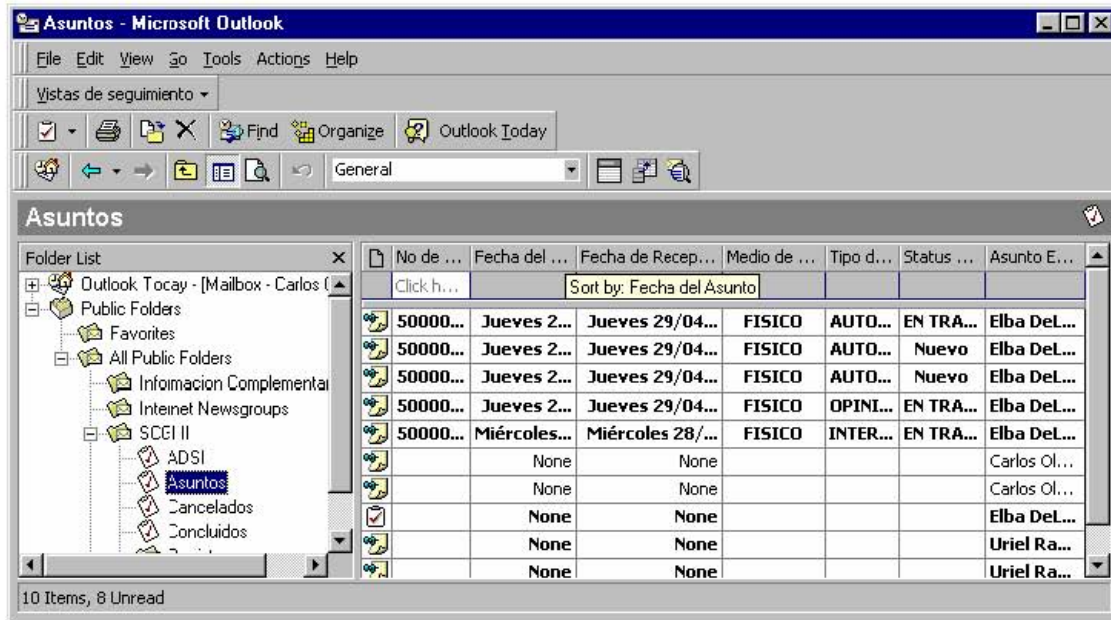 Asuntos - Microsoft Outlook
File Edit View Go Tools Actions Help
Vistas de seguimiento
Find Organize Outlook Today
General
Asuntos
Folder List
Outlook Tocay - [Mailbox - Carlos (
Public Folders
Favorites
All Public Folders
Informacion Complementar
Internet Newsgroups
SCGI II
ADSI
Asuntos
Cancelados
Concluidos
No de ... Fecha del ... Fecha de Recep... Medio de ... Tipo d... Status ... Asunto E...
Click h... Sort by: Fecha del Asunto
50000... Jueves 2... Jueves 29/04... FISICO AUTO... EN TRA... Elba DeL...
50000... Jueves 2... Jueves 29/04... FISICO AUTO... Nuevo Elba DeL...
50000... Jueves 2... Jueves 29/04... FISICO AUTO... Nuevo Elba DeL...
50000... Jueves 2... Jueves 29/04... FISICO OPINI... EN TRA... Elba DeL...
50000... Miércoles... Miércoles 28/... FISICO INTER... EN TRA... Elba DeL...
None None Carlos Ol...
None None Carlos Ol...
None None Elba DeL...
None None Uriel Ra...
None None Uriel Ra...
10 Items, 8 Unread